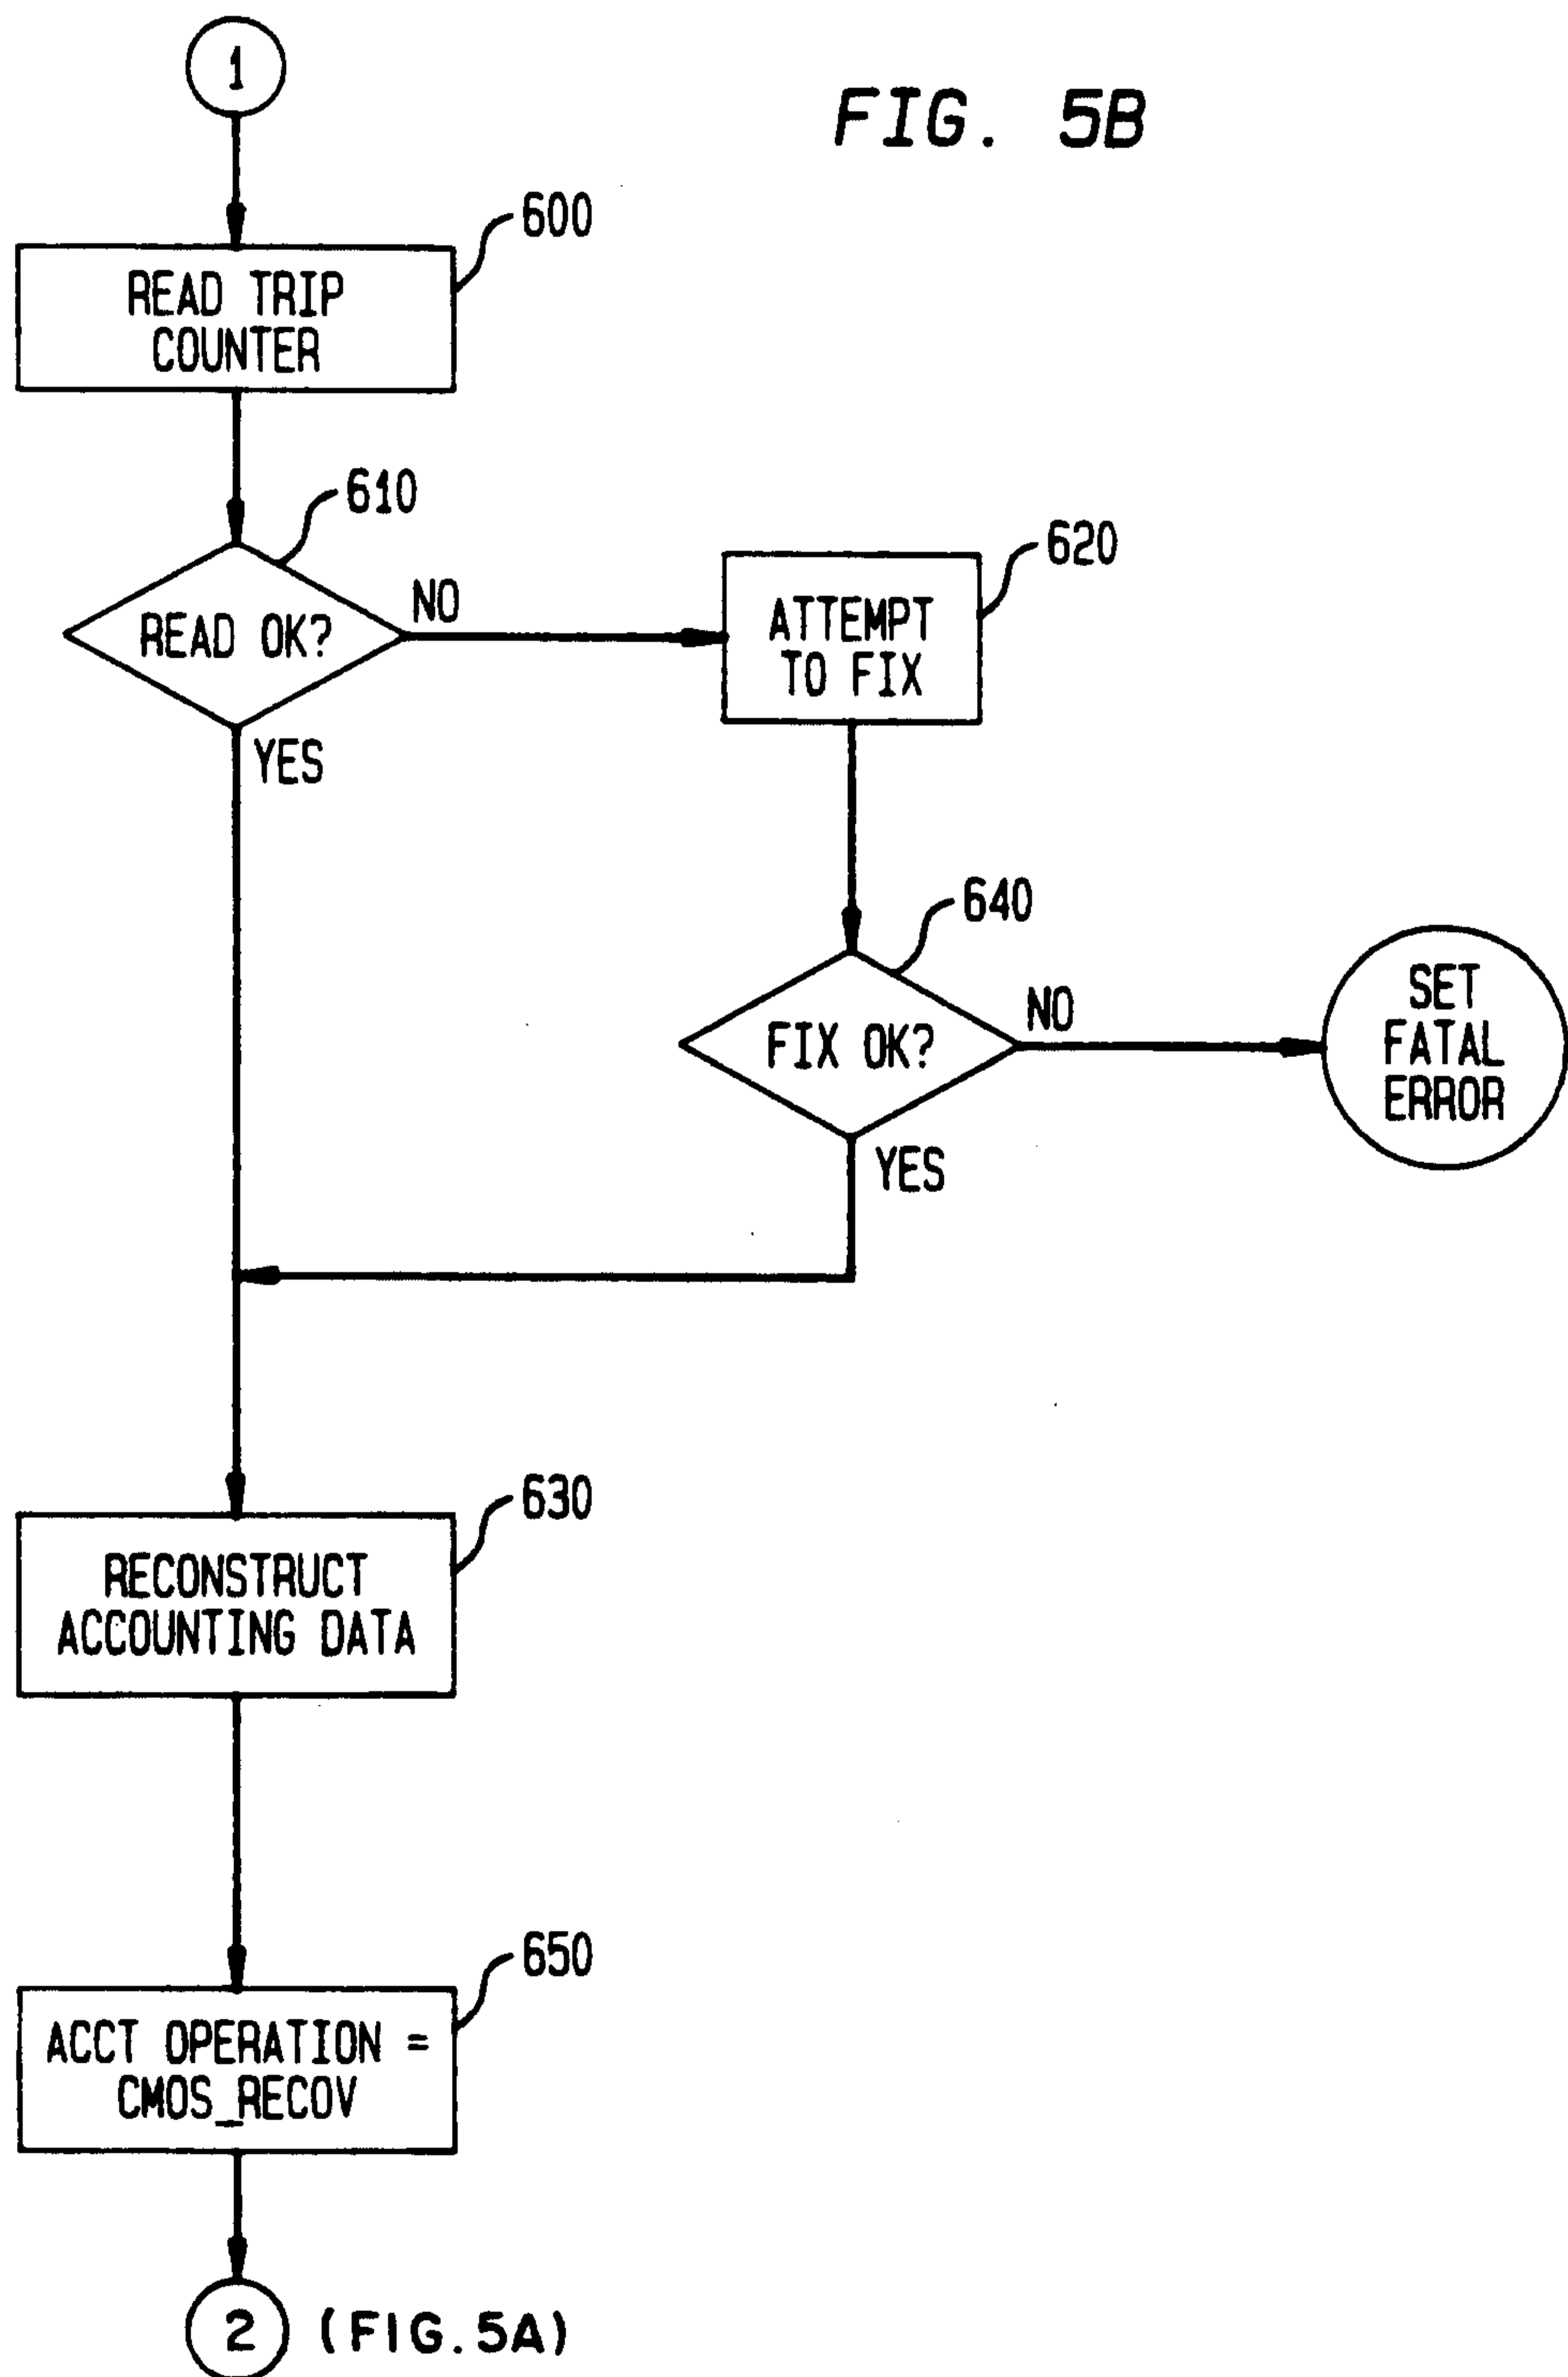 1
FIG. 5B
600
READ TRIP
COUNTER
610
READ OK?
NO
YES
620
ATTEMPT
TO FIX
640
FIX OK?
NO
YES
SET
FATAL
ERROR
630
RECONSTRUCT
ACCOUNTING DATA
650
ACCT OPERATION =
CMOS_RECOV
2 (FIG. 5A)